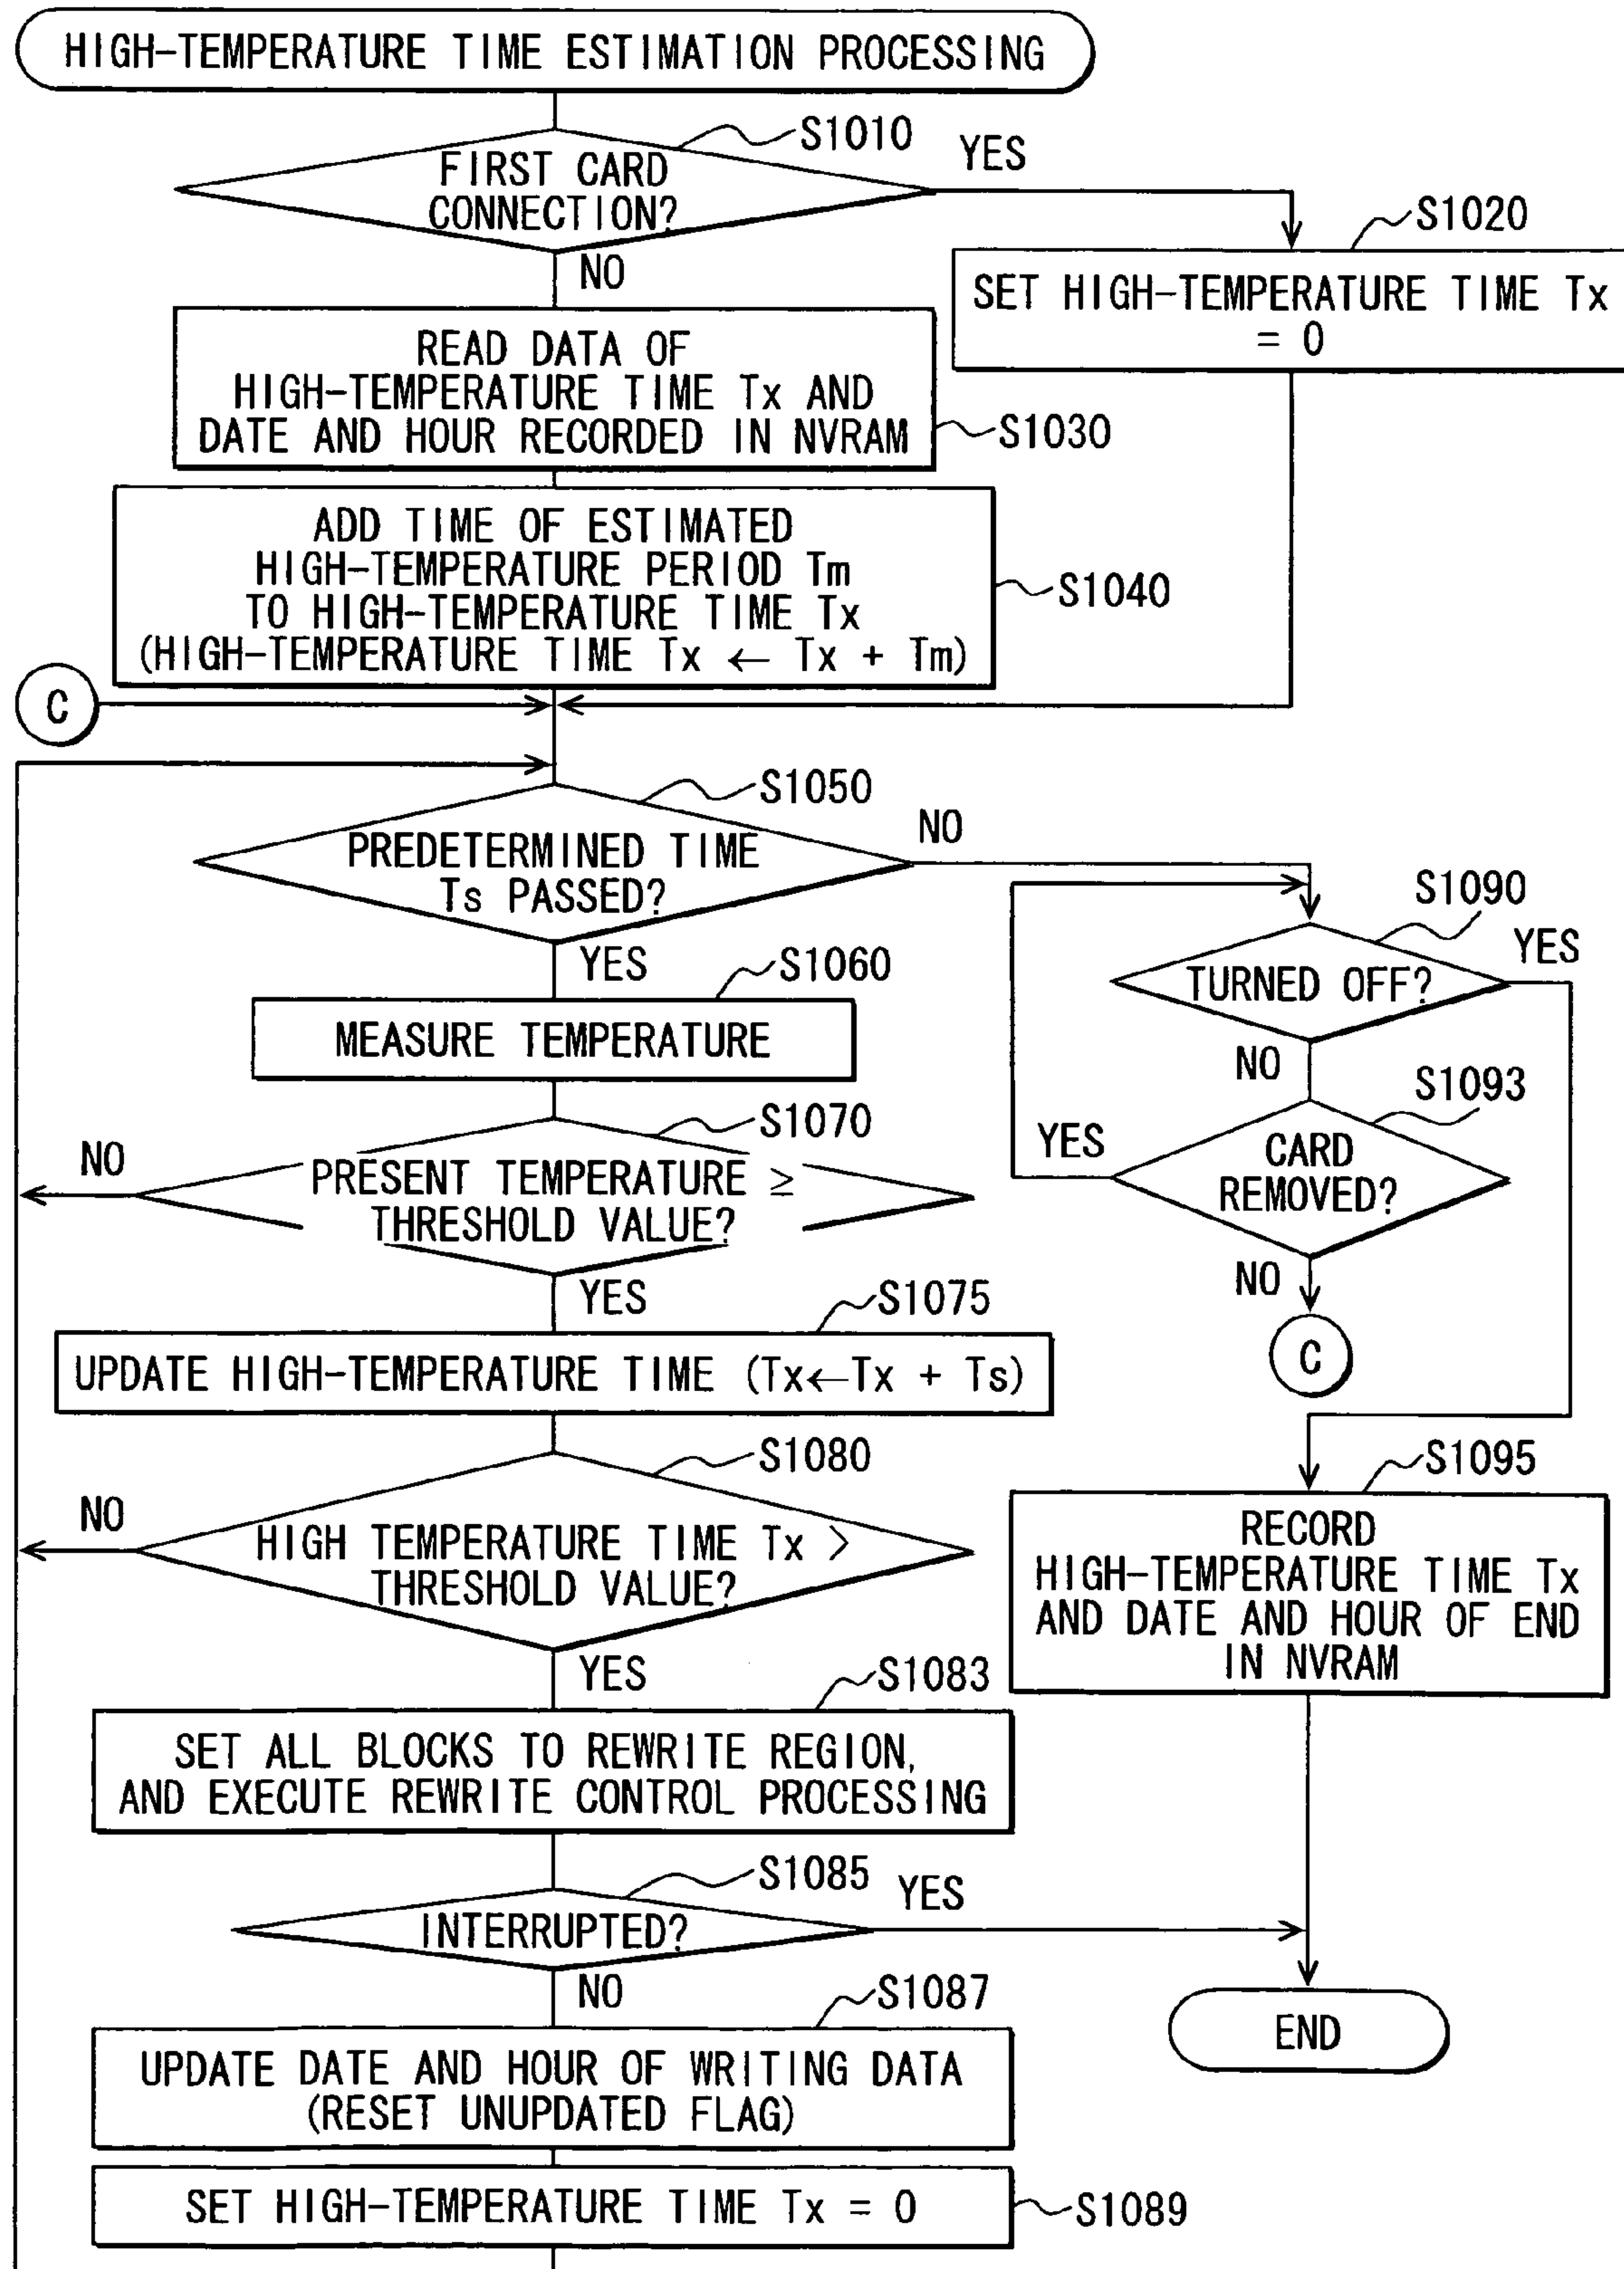 HIGH-TEMPERATURE TIME ESTIMATION PROCESSING
S1010
YES
FIRST CARD
CONNECTION?
NO
S1020
SET HIGH-TEMPERATURE TIME Tx
= 0
READ DATA OF
HIGH-TEMPERATURE TIME Tx AND
DATE AND HOUR RECORDED IN NVRAM
S1030
ADD TIME OF ESTIMATED
HIGH-TEMPERATURE PERIOD Tm
TO HIGH-TEMPERATURE TIME Tx
(HIGH-TEMPERATURE TIME Tx ← Tx + Tm)
S1040
C
S1050
NO
PREDETERMINED TIME
Ts PASSED?
YES
S1060
MEASURE TEMPERATURE
S1070
NO
PRESENT TEMPERATURE ≥
THRESHOLD VALUE?
YES
S1075
UPDATE HIGH-TEMPERATURE TIME (Tx←Tx + Ts)
S1080
NO
HIGH TEMPERATURE TIME Tx >
THRESHOLD VALUE?
YES
S1083
SET ALL BLOCKS TO REWRITE REGION,
AND EXECUTE REWRITE CONTROL PROCESSING
S1085
YES
INTERRUPTED?
NO
S1087
UPDATE DATE AND HOUR OF WRITING DATA
(RESET UNUPDATED FLAG)
SET HIGH-TEMPERATURE TIME Tx = 0
S1089
S1090
YES
TURNED OFF?
NO
S1093
YES
CARD
REMOVED?
NO
C
S1095
RECORD
HIGH-TEMPERATURE TIME Tx
AND DATE AND HOUR OF END
IN NVRAM
END